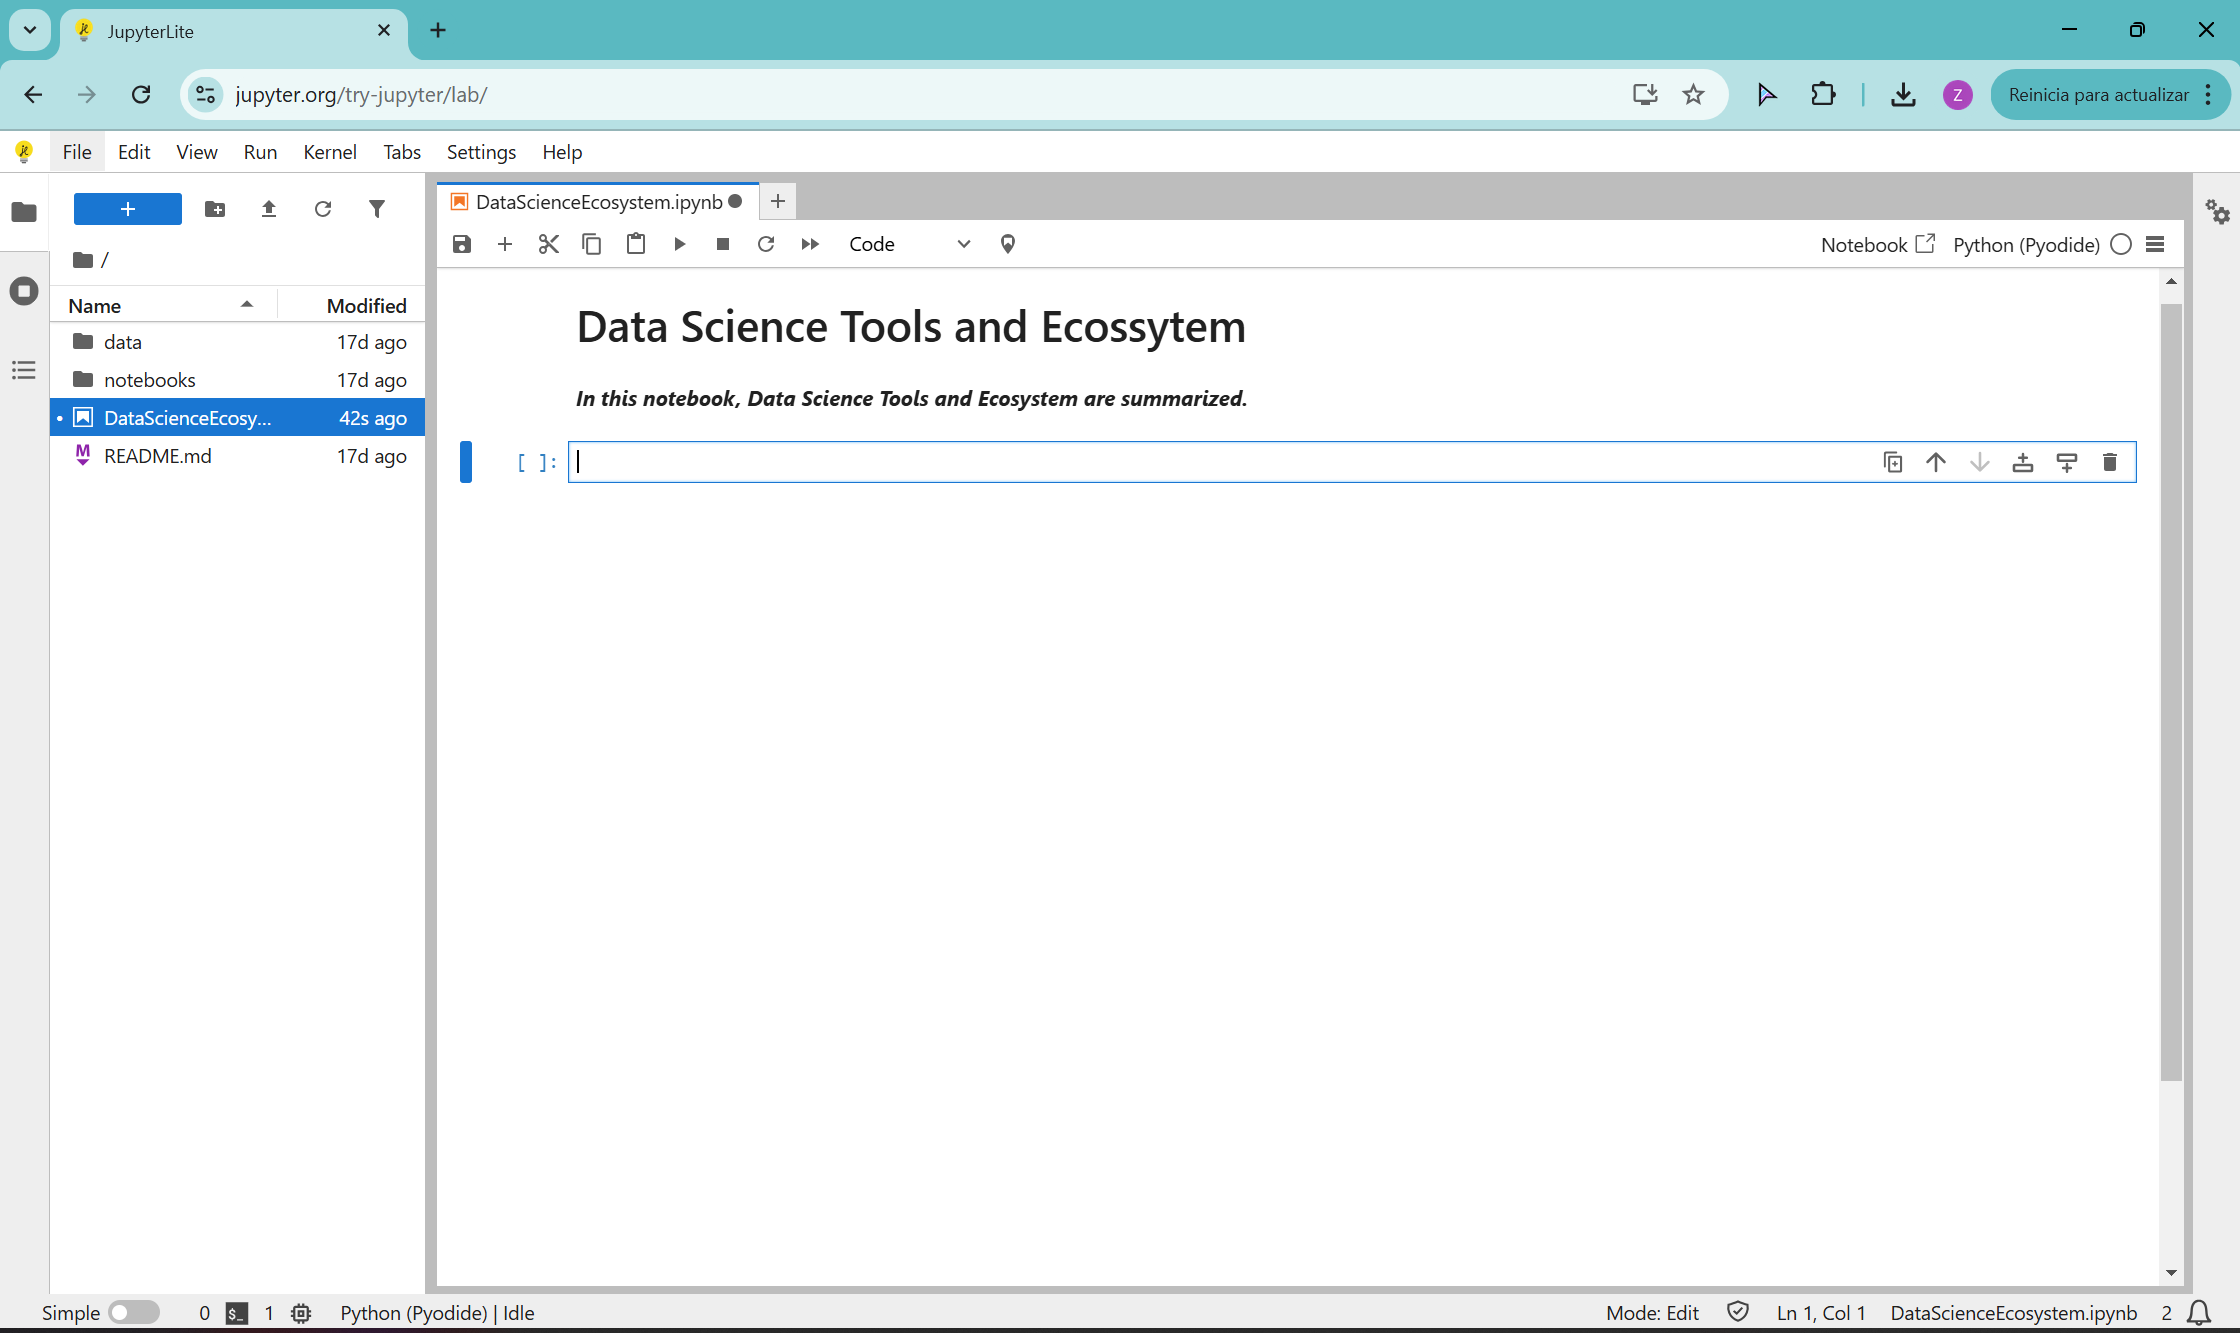 JupyterLite
jupyter.org/try-jupyter/lab/
Z
Reinicia para actualizar
File Edit View Run Kernel Tabs Settings Help
DataScienceEcosystem.ipynb
Code
Notebook Python (Pyodide)
/
Name Modified
data 17d ago
notebooks 17d ago
DataScienceEcosy... 42s ago
README.md 17d ago
Data Science Tools and Ecossytem
In this notebook, Data Science Tools and Ecosystem are summarized.
[ ]:
Simple 0 $_ 1 Python (Pyodide) | Idle
Mode: Edit Ln 1, Col 1 DataScienceEcosystem.ipynb 2